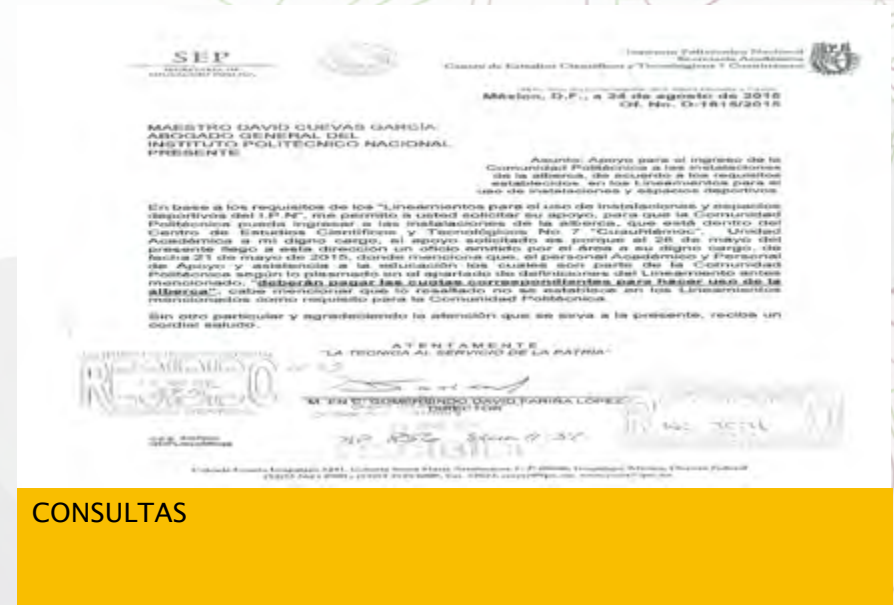 SEP
SECRETARÍA DE
EDUCACIÓN PÚBLICA
Instituto Politécnico Nacional
Secretaría Académica
Centro de Estudios Científicos y Tecnológicos 7 Cuauhtémoc
México, D.F., a 24 de agosto de 2015
Of. No. D-1615/2015
MAESTRO DAVID CUEVAS GARCÍA
ABOGADO GENERAL DEL
INSTITUTO POLITÉCNICO NACIONAL
PRESENTE
Asunto: Apoyo para el ingreso de la
Comunidad Politécnica a las instalaciones
de la alberca, de acuerdo a los requisitos
establecidos, en los Lineamientos para el
uso de instalaciones y espacios deportivos.
En base a los requisitos de los "Lineamientos para el uso de instalaciones y espacios
deportivos del I.P.N", me permito a usted solicitar su apoyo, para que la Comunidad
Politécnica pueda ingresar a las instalaciones de la alberca, que está dentro del
Centro de Estudios Científicos y Tecnológicos No. 7 "Cuauhtémoc", Unidad
Académica a mi digno cargo, el apoyo solicitado es porque el 26 de mayo del
presente llego a esta dirección un oficio emitido por el área a su digno cargo, de
fecha 21 de mayo de 2015, donde menciona que, el personal Académico y Personal
de Apoyo y asistencia a la educación los cuales son parte de la Comunidad
Politécnica según lo plasmado en el apartado de definiciones del Lineamiento antes
mencionado, "deberán pagar las cuotas correspondientes para hacer uso de la
alberca", cabe mencionar que lo resaltado no se establece en los Lineamientos
mencionados como requisito para la Comunidad Politécnica.
Sin otro particular y agradeciendo la atención que se sirva a la presente, reciba un
cordial saludo.
ATENTAMENTE
"LA TÉCNICA AL SERVICIO DE LA PATRIA"
M. EN C. GUMERSINDO DAVID FARIÑA LÓPEZ
DIRECTOR
CONSULTAS